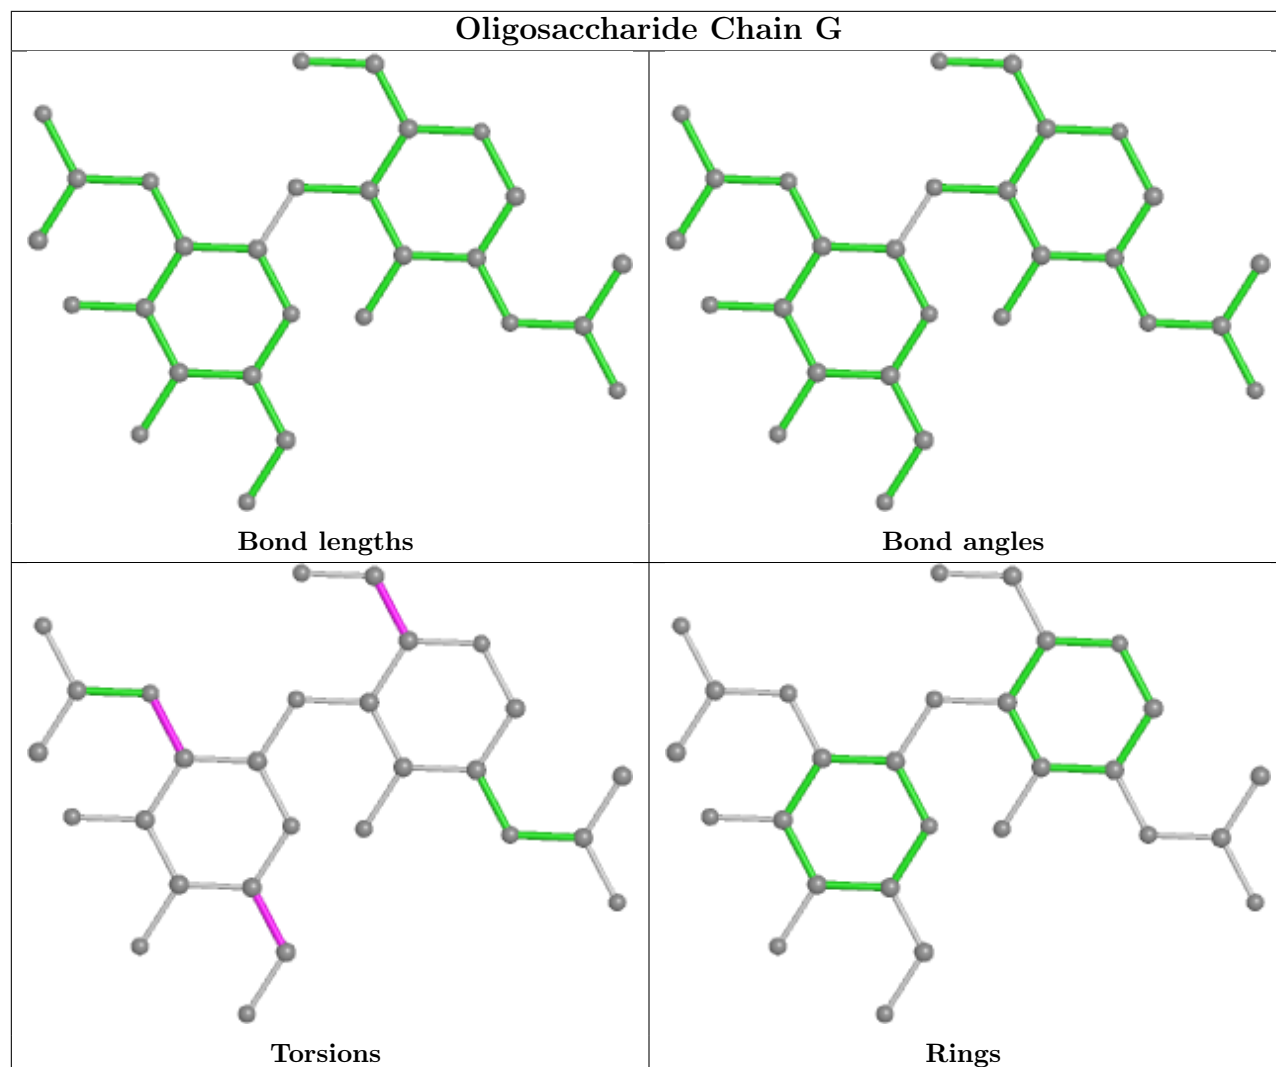 Oligosaccharide Chain G
Bond lengths
Bond angles
Torsions
Rings